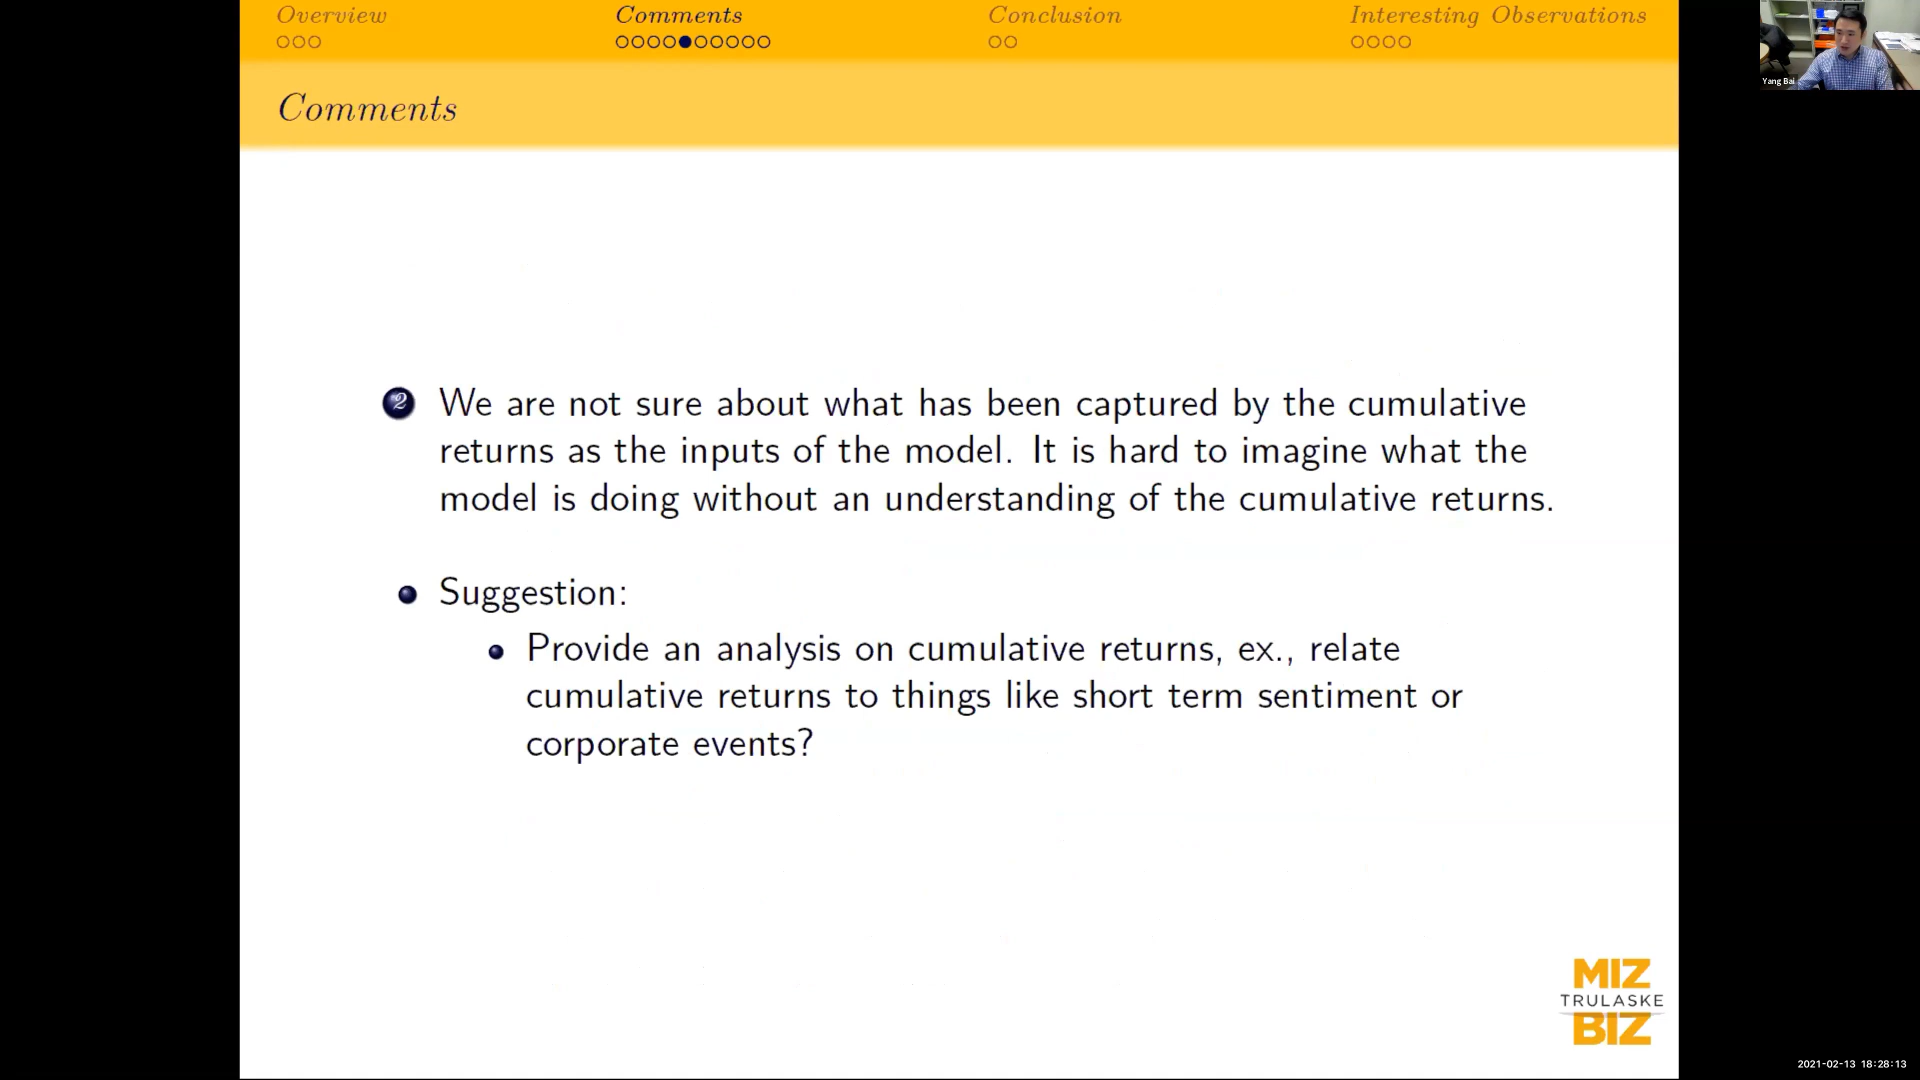 Overview
Comments
Conclusion
Interesting Observations
Comments
Yang Bai
2 We are not sure about what has been captured by the cumulative
returns as the inputs of the model. It is hard to imagine what the
model is doing without an understanding of the cumulative returns.
Suggestion:
Provide an analysis on cumulative returns, ex., relate
cumulative returns to things like short term sentiment or
corporate events?
MIZ
TRULASKE
BIZ
2021-02-13 18:28:13